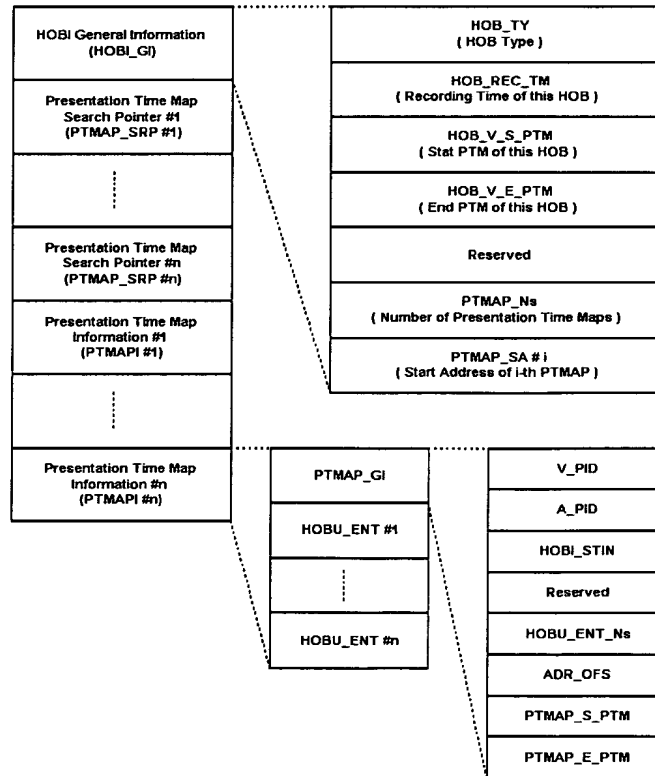 HOBI General Information
(HOBI_GI)
Presentation Time Map
Search Pointer #1
(PTMAP_SRP #1)
Presentation Time Map
Search Pointer #n
(PTMAP_SRP #n)
Presentation Time Map
Information #1
(PTMAPI #1)
Presentation Time Map
Information #n
(PTMAPI #n)
HOB_TY
( HOB Type )
HOB_REC_TM
( Recording Time of this HOB )
HOB_V_S_PTM
( Stat PTM of this HOB )
HOB_V_E_PTM
( End PTM of this HOB )
Reserved
PTMAP_Ns
( Number of Presentation Time Maps )
PTMAP_SA # i
( Start Address of i-th PTMAP )
PTMAP_GI
HOBU_ENT #1
HOBU_ENT #n
V_PID
A_PID
HOBI_STIN
Reserved
HOBU_ENT_Ns
ADR_OFS
PTMAP_S_PTM
PTMAP_E_PTM